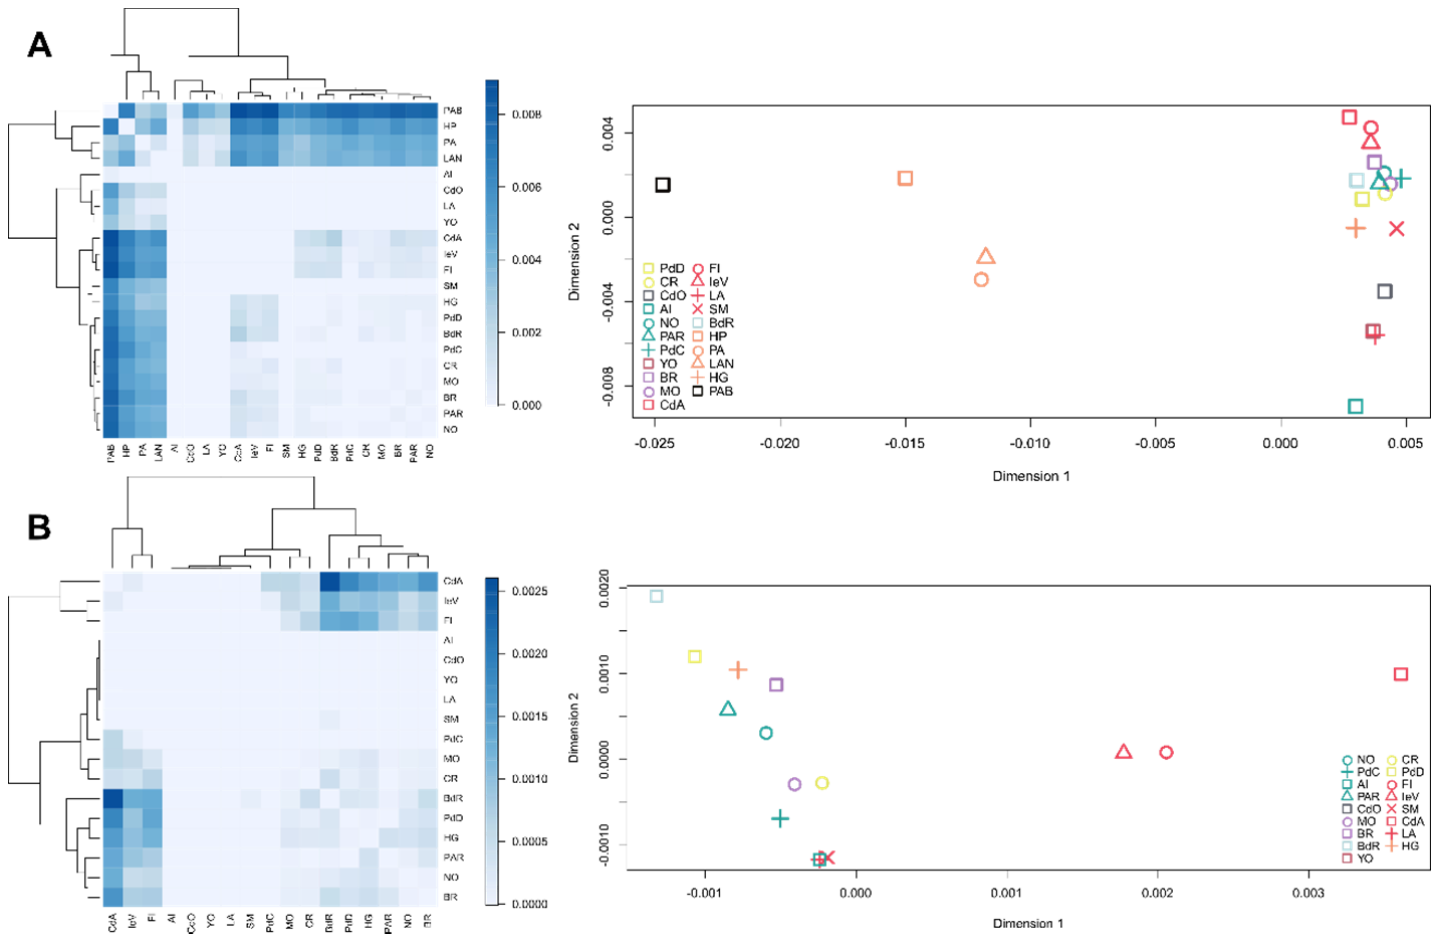 A
PAB
HP
PA
LAN
AI
CdO
LA
YO
CdA
IeV
FI
SM
HG
PdD
BdR
PdC
CR
MO
BR
PAR
NO
PAB HP PA LAN AI CdO LA YO CdA IeV FI SM HG PdD BdR PdC CR MO BR PAR NO
0.008
0.006
0.004
0.002
0.000
Dimension 2
0.004
0.000
-0.004
-0.008
PdD FI
CR IeV
CdO LA
AI SM
NO BdR
PAR HP
PdC PA
YO LAN
BR HG
MO PAB
CdA
-0.025 -0.020 -0.015 -0.010 -0.005 0.000 0.005
Dimension 1
B
CdA
IeV
FI
AI
CdO
YO
LA
SM
PdC
MO
CR
BdR
PdD
HG
PAR
NO
BR
CdA IeV FI AI CdO YO LA SM PdC MO CR BdR PdD HG PAR NO BR
0.0025
0.0020
0.0015
0.0010
0.0005
0.0000
Dimension 2
0.0020
0.0010
0.0000
-0.0010
NO CR
PdC PdD
AI FI
PAR IeV
CdO SM
MO CdA
BR LA
BdR HG
YO
-0.001 0.000 0.001 0.002 0.003
Dimension 1